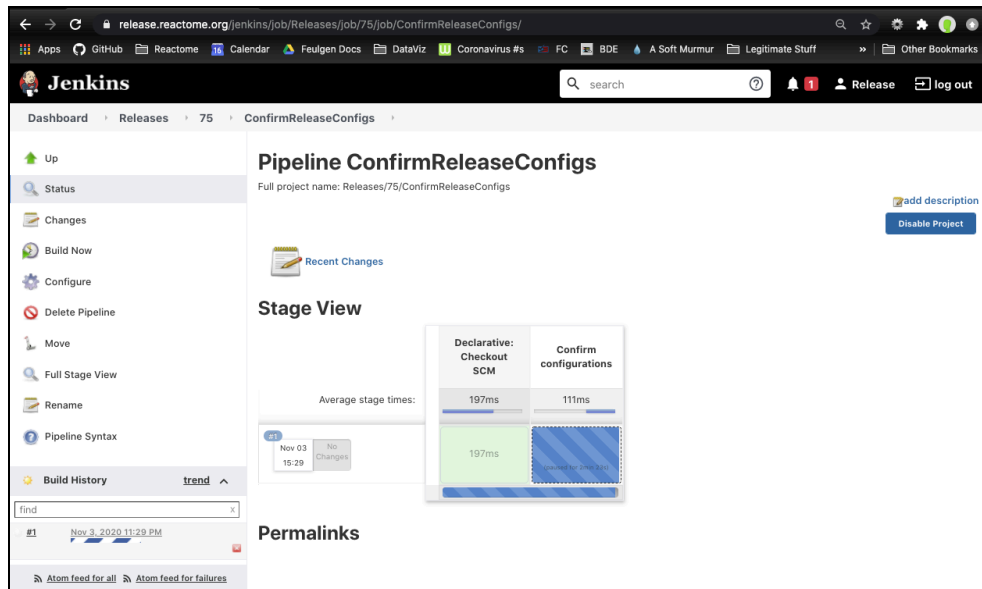 release.reactome.org/jenkins/job/Releases/job/75/job/ConfirmReleaseConfigs/
Apps GitHub Reactome 16 Calendar Feulgen Docs DataViz Coronavirus #s FC BDE A Soft Murmur Legitimate Stuff » Other Bookmarks
Jenkins search 1 Release log out
Dashboard Releases 75 ConfirmReleaseConfigs
Up
Status
Changes
Build Now
Configure
Delete Pipeline
Move
Full Stage View
Rename
Pipeline Syntax
Build History trend
find x
#1 Nov 3, 2020 11:29 PM
Atom feed for all Atom feed for failures
Pipeline ConfirmReleaseConfigs
Full project name: Releases/75/ConfirmReleaseConfigs
add description
Disable Project
Recent Changes
Stage View
Declarative:
Checkout
SCM
Confirm
configurations
Average stage times: 197ms 111ms
#1
Nov 03
15:29
No
Changes
197ms
Permalinks